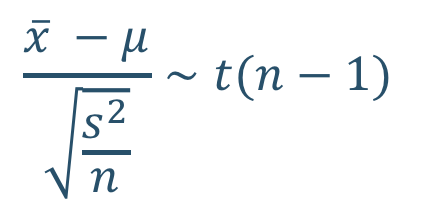 x̄ − μ
√(s²/n) ~ t(n − 1)